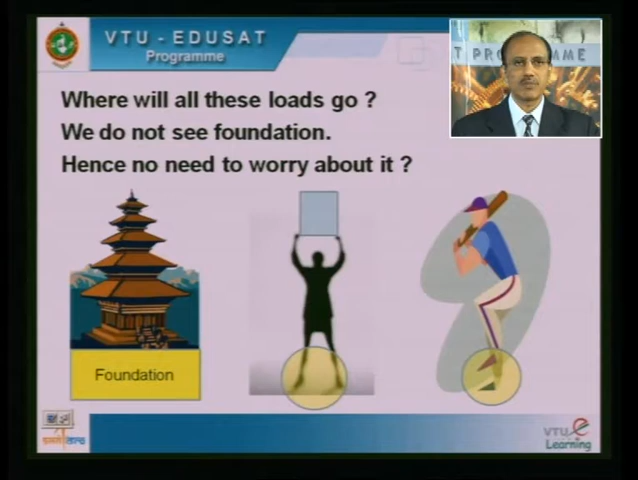 VTU - EDUSAT
Programme
T PROGRAMME
Where will all these loads go ?
We do not see foundation.
Hence no need to worry about it ?
Foundation
VTU
Learning